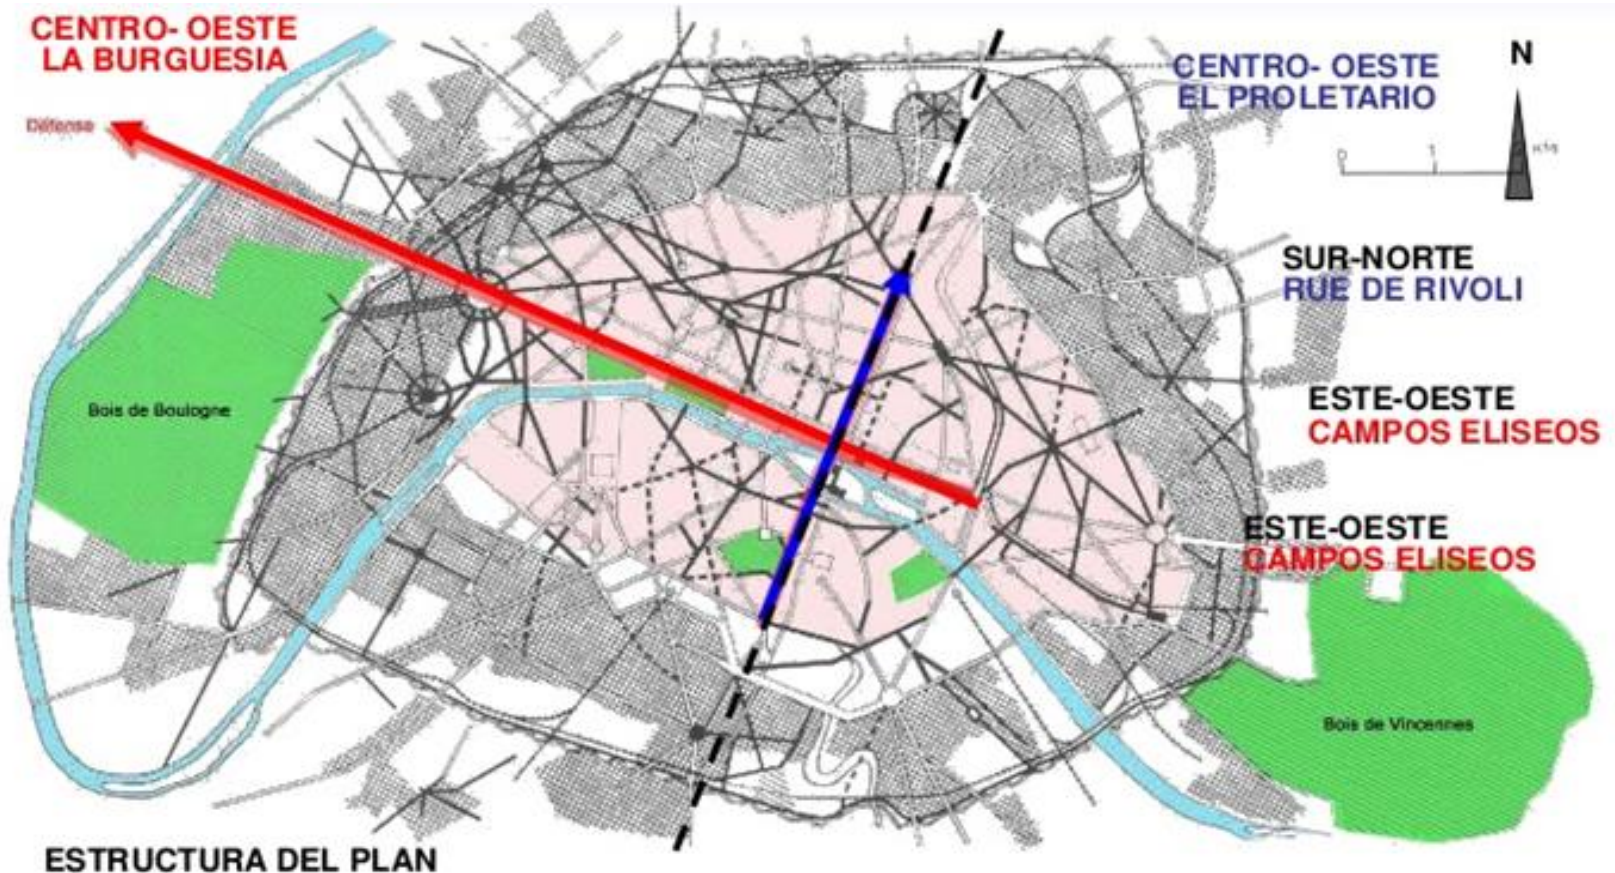 CENTRO- OESTE
LA BURGUESIA
Défense
CENTRO- OESTE
EL PROLETARIO
N
0 1
SUR-NORTE
RUE DE RIVOLI
ESTE-OESTE
CAMPOS ELISEOS
Bois de Boulogne
ESTE-OESTE
CAMPOS ELISEOS
Bois de Vincennes
ESTRUCTURA DEL PLAN